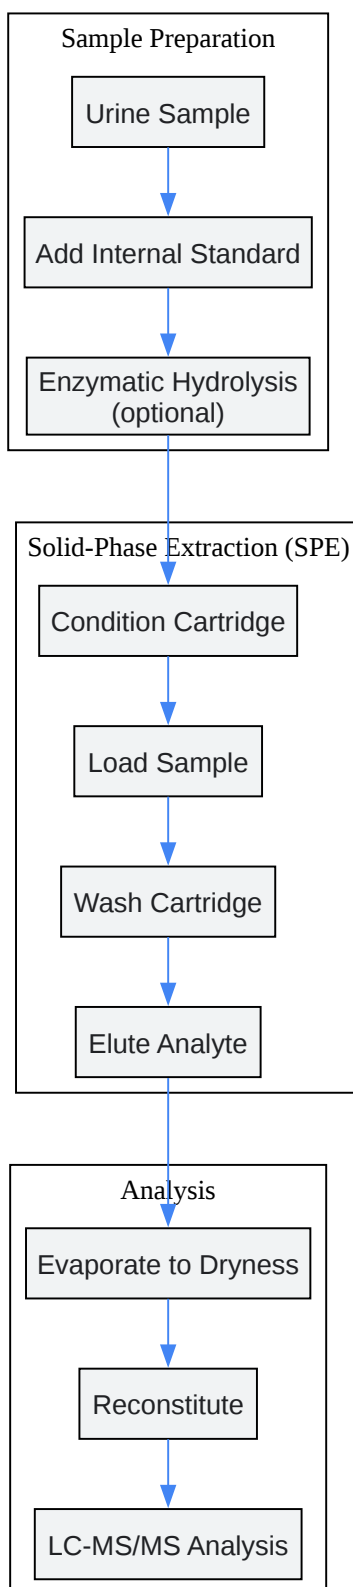 Sample Preparation
Urine Sample
Add Internal Standard
Enzymatic Hydrolysis
(optional)
Solid-Phase Extraction (SPE)
Condition Cartridge
Load Sample
Wash Cartridge
Elute Analyte
Analysis
Evaporate to Dryness
Reconstitute
LC-MS/MS Analysis